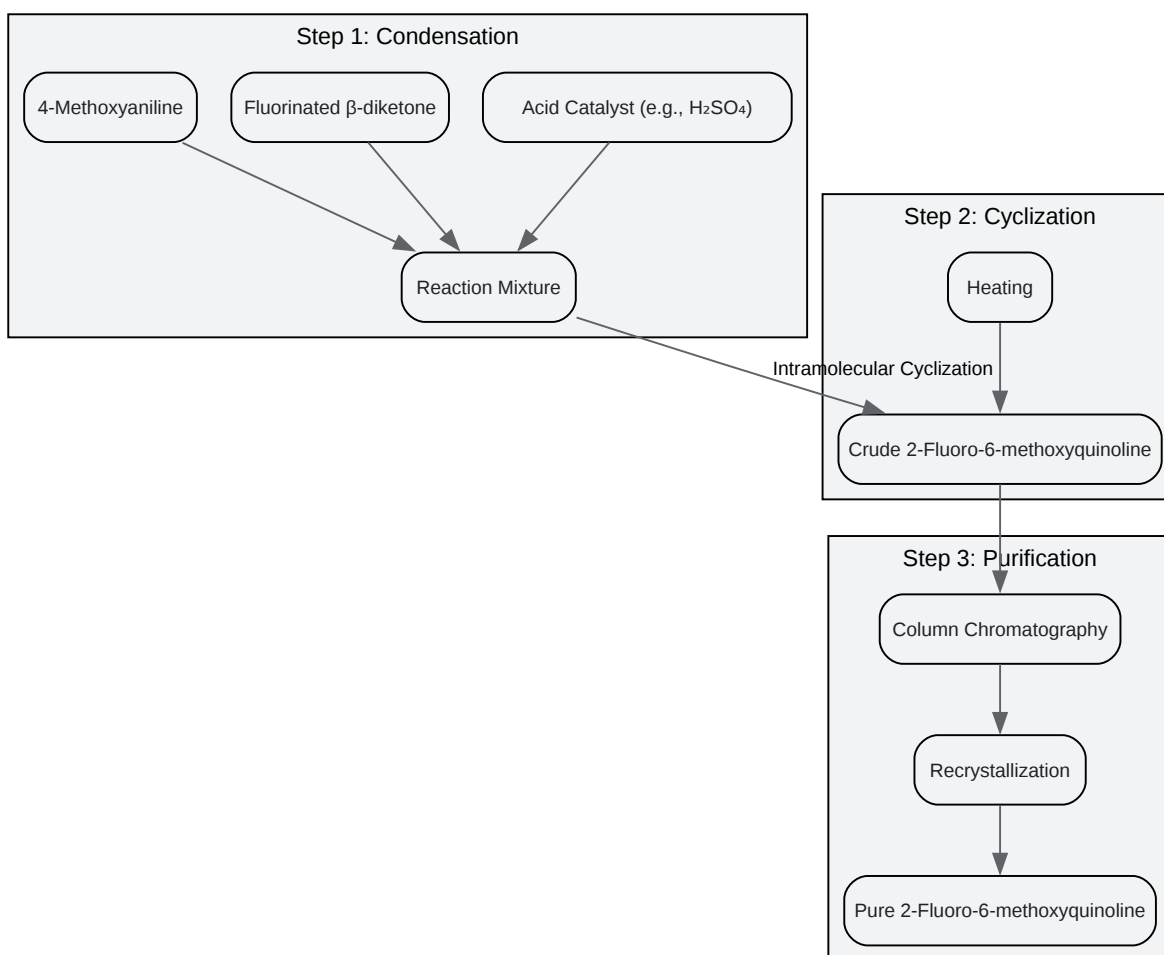 Step 1: Condensation
4-Methoxyaniline
Fluorinated β-diketone
Acid Catalyst (e.g., H₂SO₄)
Reaction Mixture
Step 2: Cyclization
Heating
Intramolecular Cyclization
Crude 2-Fluoro-6-methoxyquinoline
Step 3: Purification
Column Chromatography
Recrystallization
Pure 2-Fluoro-6-methoxyquinoline